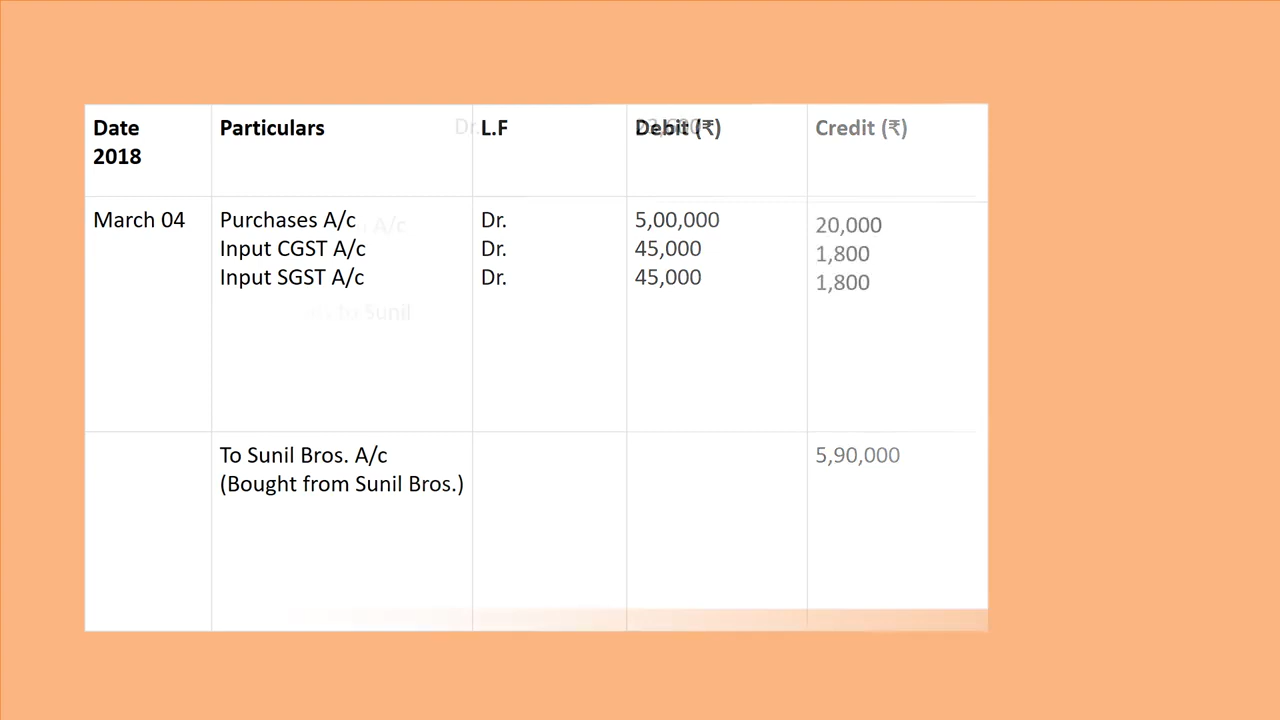 Date Particulars L.F Debit (₹) Credit (₹)
2018
March 04 Purchases A/c Dr. 5,00,000 20,000
Input CGST A/c Dr. 45,000 1,800
Input SGST A/c Dr. 45,000 1,800
to Sunil
To Sunil Bros. A/c 5,90,000
(Bought from Sunil Bros.)